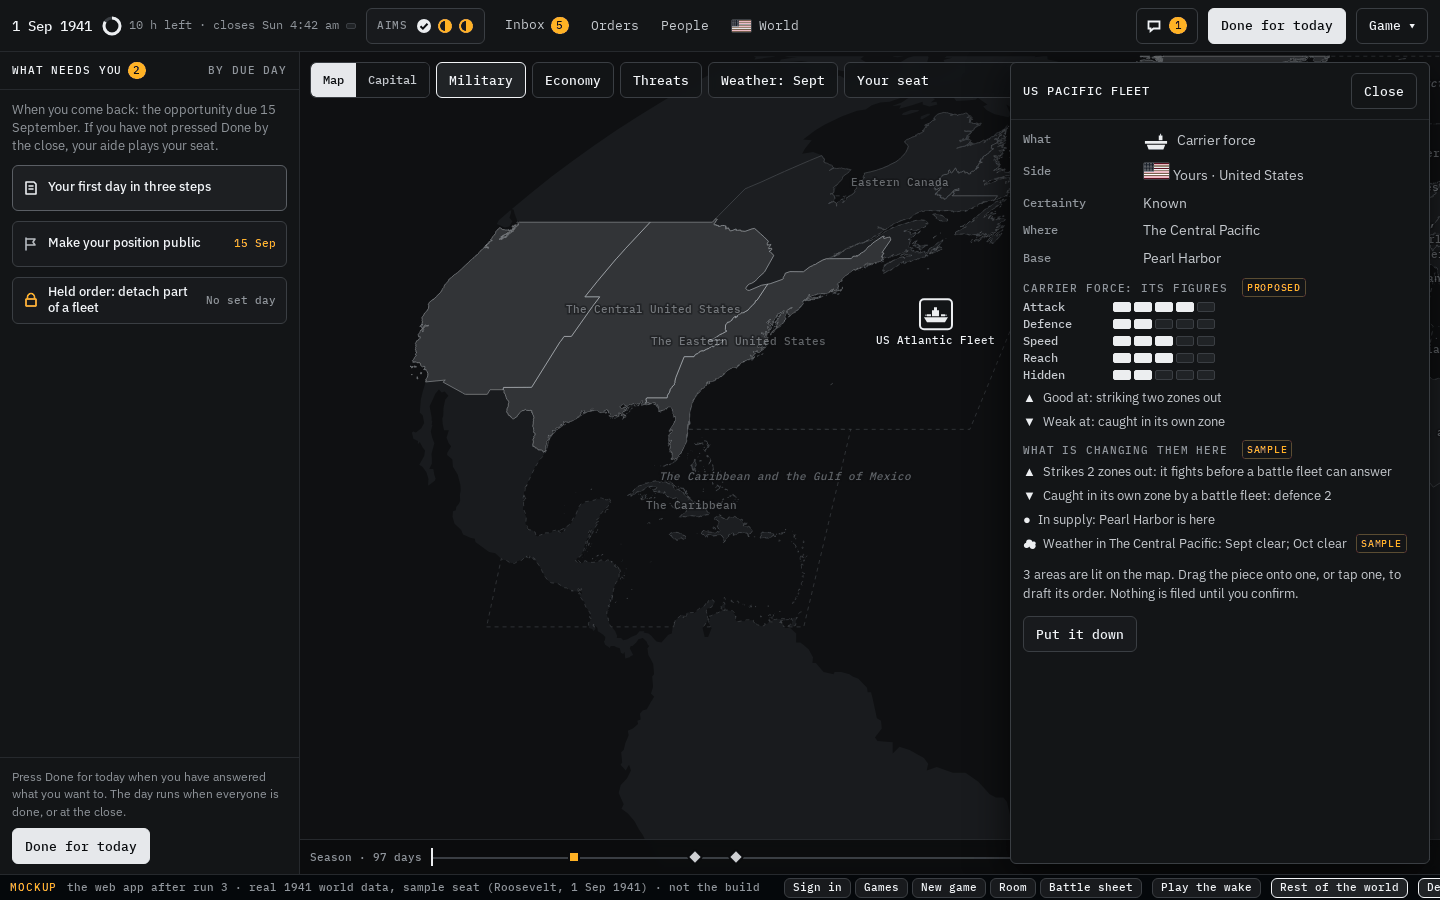 1 Sep 1941 10 h left · closes Sun 4:42 am AIMS Inbox 5 Orders People World 1 Done for today Game ▾
WHAT NEEDS YOU 2 BY DUE DAY
When you come back: the opportunity due 15
September. If you have not pressed Done by
the close, your aide plays your seat.
Your first day in three steps
Make your position public 15 Sep
Held order: detach part
of a fleet
No set day
Press Done for today when you have answered
what you want to. The day runs when everyone is
done, or at the close.
Done for today
Map Capital Military Economy Threats Weather: Sept Your seat
Eastern Canada
The Central United States
The Eastern United States
US Atlantic Fleet
The Caribbean and the Gulf of Mexico
The Caribbean
Season · 97 days
US PACIFIC FLEET Close
What Carrier force
Side Yours · United States
Certainty Known
Where The Central Pacific
Base Pearl Harbor
CARRIER FORCE: ITS FIGURES PROPOSED
Attack
Defence
Speed
Reach
Hidden
▲ Good at: striking two zones out
▼ Weak at: caught in its own zone
WHAT IS CHANGING THEM HERE SAMPLE
▲ Strikes 2 zones out: it fights before a battle fleet can answer
▼ Caught in its own zone by a battle fleet: defence 2
● In supply: Pearl Harbor is here
Weather in The Central Pacific: Sept clear; Oct clear SAMPLE
3 areas are lit on the map. Drag the piece onto one, or tap one, to
draft its order. Nothing is filed until you confirm.
Put it down
MOCKUP the web app after run 3 · real 1941 world data, sample seat (Roosevelt, 1 Sep 1941) · not the build Sign in Games New game Room Battle sheet Play the wake Rest of the world De